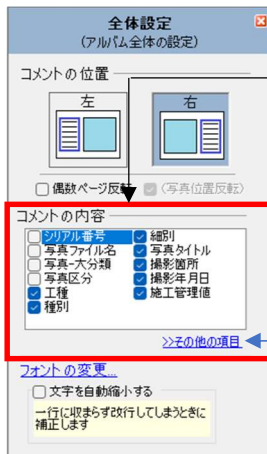 全体設定
(アルバム全体の設定)
コメントの位置
左
右
偶数ページ反転
(写真位置反転)
コメントの内容
シリアル番号
写真ファイル名
写真-大分類
写真区分
工種
種別
細別
写真タイトル
撮影箇所
撮影年月日
施工管理値
>>その他の項目
フォントの変更...
文字を自動縮小する
一行に収まらず改行してしまうときに
補正します